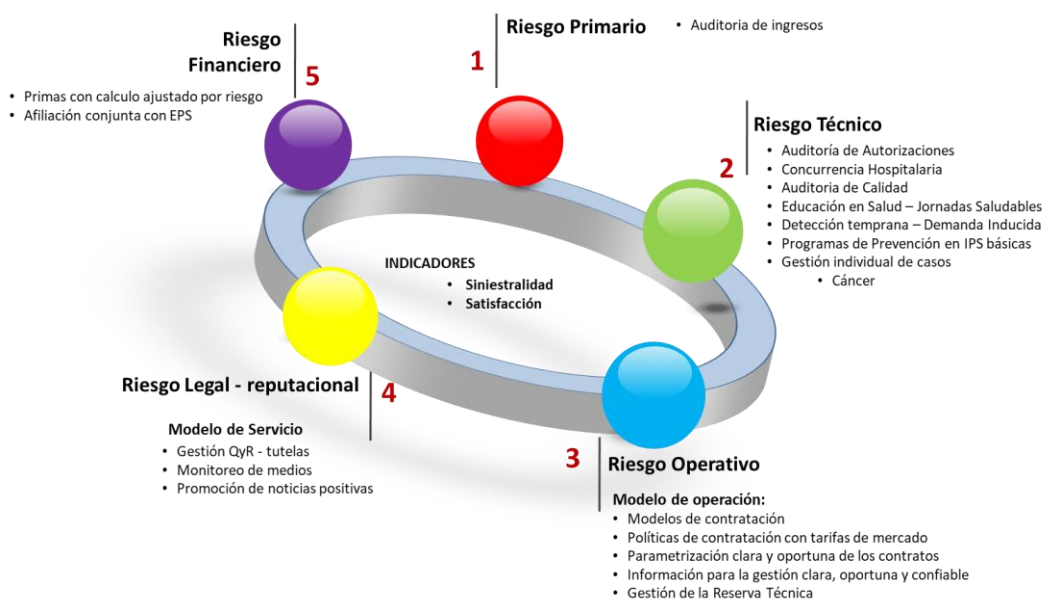 1
Riesgo Primario
• Auditoria de ingresos
2
Riesgo Técnico
• Auditoría de Autorizaciones
• Concurrencia Hospitalaria
• Auditoria de Calidad
• Educación en Salud – Jornadas Saludables
• Detección temprana – Demanda Inducida
• Programas de Prevención en IPS básicas
• Gestión individual de casos
• Cáncer
3
Riesgo Operativo
Modelo de operación:
• Modelos de contratación
• Políticas de contratación con tarifas de mercado
• Parametrización clara y oportuna de los contratos
• Información para la gestión clara, oportuna y confiable
• Gestión de la Reserva Técnica
4
Riesgo Legal - reputacional
Modelo de Servicio
• Gestión QyR - tutelas
• Monitoreo de medios
• Promoción de noticias positivas
5
Riesgo
Financiero
• Primas con calculo ajustado por riesgo
• Afiliación conjunta con EPS
INDICADORES
• Siniestralidad
• Satisfacción